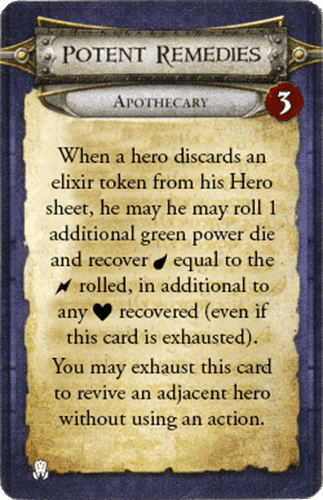 Potent Remedies
Apothecary
3
When a hero discards an
elixir token from his Hero
sheet, he may he may roll 1
additional green power die
and recover equal to the
rolled, in additional to
any ♥ recovered (even if
this card is exhausted).
You may exhaust this card
to revive an adjacent hero
without using an action.